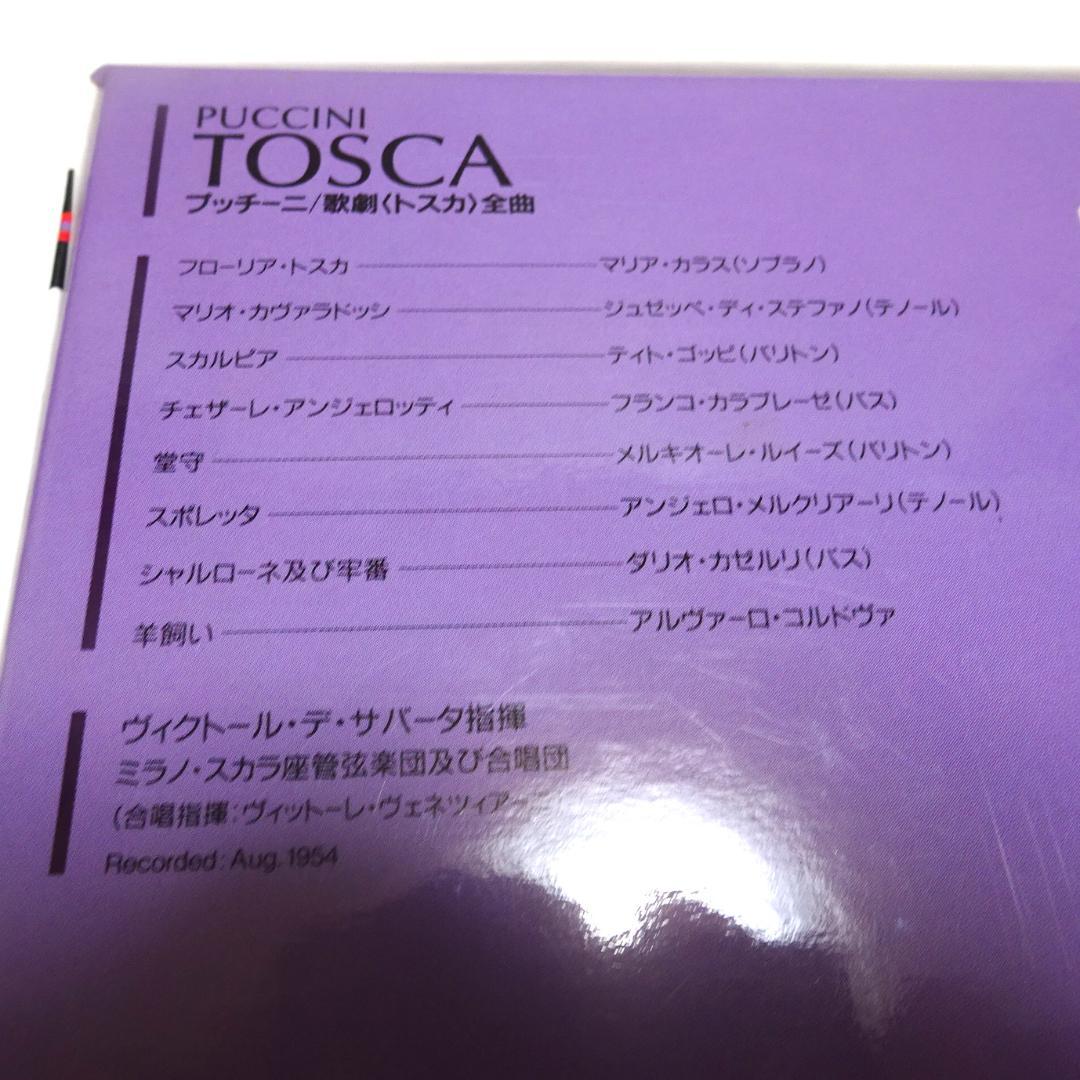 PUCCINI
TOSCA
プッチーニ/歌劇〈トスカ〉全曲
フローリア・トスカ マリア・カラス(ソプラノ)
マリオ・カヴァラドッシ ジュゼッペ・ディ・ステファノ(テノール)
スカルピア ティト・ゴッピ(バリトン)
チェザーレ・アンジェロッティ フランコ・カラブレーゼ(バス)
堂守 メルキオーレ・ルイーズ(バリトン)
スポレッタ アンジェロ・メルクリアーリ(テノール)
シャルローネ及び牢番 ダリオ・カゼルリ(バス)
羊飼い アルヴァーロ・コルドヴァ
ヴィクトール・デ・サバータ指揮
ミラノ・スカラ座管弦楽団及び合唱団
(合唱指揮:ヴィットーレ・ヴェネツィアーニ
Recorded: Aug. 1954